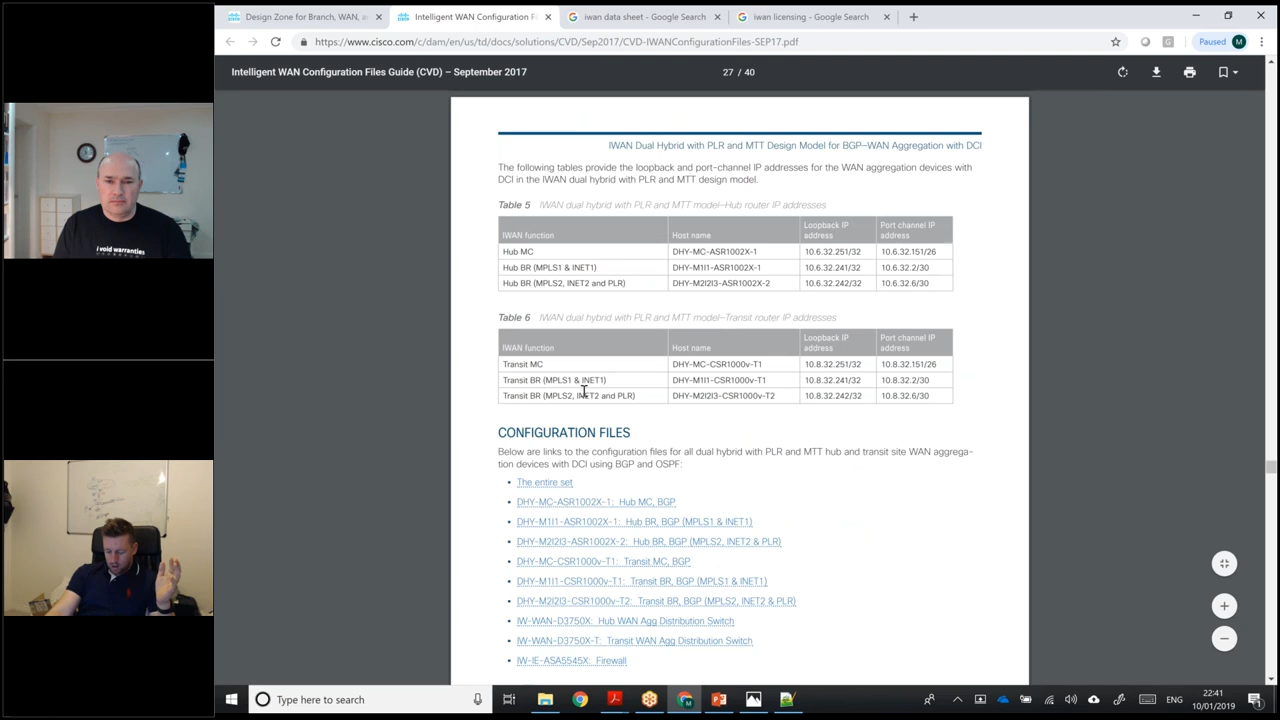 Design Zone for Branch, WAN, a
Intelligent WAN Configuration F
iwan data sheet - Google Search
iwan licensing - Google Search
https://www.cisco.com/c/dam/en/us/td/docs/solutions/CVD/Sep2017/CVD-IWANConfigurationFiles-SEP17.pdf
Paused M
Intelligent WAN Configuration Files Guide (CVD) – September 2017
27 / 40
IWAN Dual Hybrid with PLR and MTT Design Model for BGP—WAN Aggregation with DCI
The following tables provide the loopback and port-channel IP addresses for the WAN aggregation devices with
DCI in the IWAN dual hybrid with PLR and MTT design model.
Table 5 IWAN dual hybrid with PLR and MTT model—Hub router IP addresses
IWAN function Host name Loopback IP address Port channel IP address
Hub MC DHY-MC-ASR1002X-1 10.6.32.251/32 10.6.32.151/26
Hub BR (MPLS1 & INET1) DHY-M1I1-ASR1002X-1 10.6.32.241/32 10.6.32.2/30
Hub BR (MPLS2, INET2 and PLR) DHY-M2I2I3-ASR1002X-2 10.6.32.242/32 10.6.32.6/30
Table 6 IWAN dual hybrid with PLR and MTT model—Transit router IP addresses
IWAN function Host name Loopback IP address Port channel IP address
Transit MC DHY-MC-CSR1000v-T1 10.8.32.251/32 10.8.32.151/26
Transit BR (MPLS1 & INET1) DHY-M1I1-CSR1000v-T1 10.8.32.241/32 10.8.32.2/30
Transit BR (MPLS2, INET2 and PLR) DHY-M2I2I3-CSR1000v-T2 10.8.32.242/32 10.8.32.6/30
CONFIGURATION FILES
Below are links to the configuration files for all dual hybrid with PLR and MTT hub and transit site WAN aggrega-
tion devices with DCI using BGP and OSPF:
• The entire set
• DHY-MC-ASR1002X-1: Hub MC, BGP
• DHY-M1I1-ASR1002X-1: Hub BR, BGP (MPLS1 & INET1)
• DHY-M2I2I3-ASR1002X-2: Hub BR, BGP (MPLS2, INET2 & PLR)
• DHY-MC-CSR1000v-T1: Transit MC, BGP
• DHY-M1I1-CSR1000v-T1: Transit BR, BGP (MPLS1 & INET1)
• DHY-M2I2I3-CSR1000v-T2: Transit BR, BGP (MPLS2, INET2 & PLR)
• IW-WAN-D3750X: Hub WAN Agg Distribution Switch
• IW-WAN-D3750X-T: Transit WAN Agg Distribution Switch
• IW-IE-ASA5545X: Firewall
i void warranties
Type here to search
ENG
22:41
10/01/2019